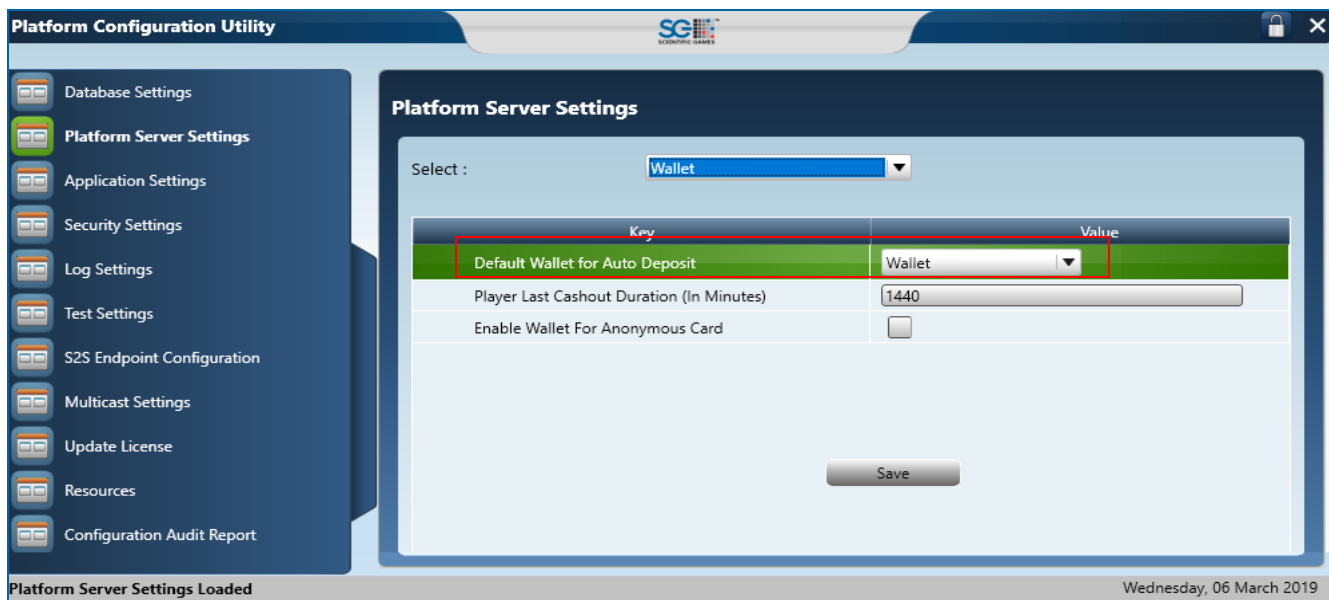 Platform Configuration Utility
SG
SCIENTIFIC GAMES
Database Settings
Platform Server Settings
Application Settings
Security Settings
Log Settings
Test Settings
S2S Endpoint Configuration
Multicast Settings
Update License
Resources
Configuration Audit Report
Platform Server Settings
Select : Wallet
Key Value
Default Wallet for Auto Deposit Wallet
Player Last Cashout Duration (In Minutes) 1440
Enable Wallet For Anonymous Card
Save
Platform Server Settings Loaded Wednesday, 06 March 2019